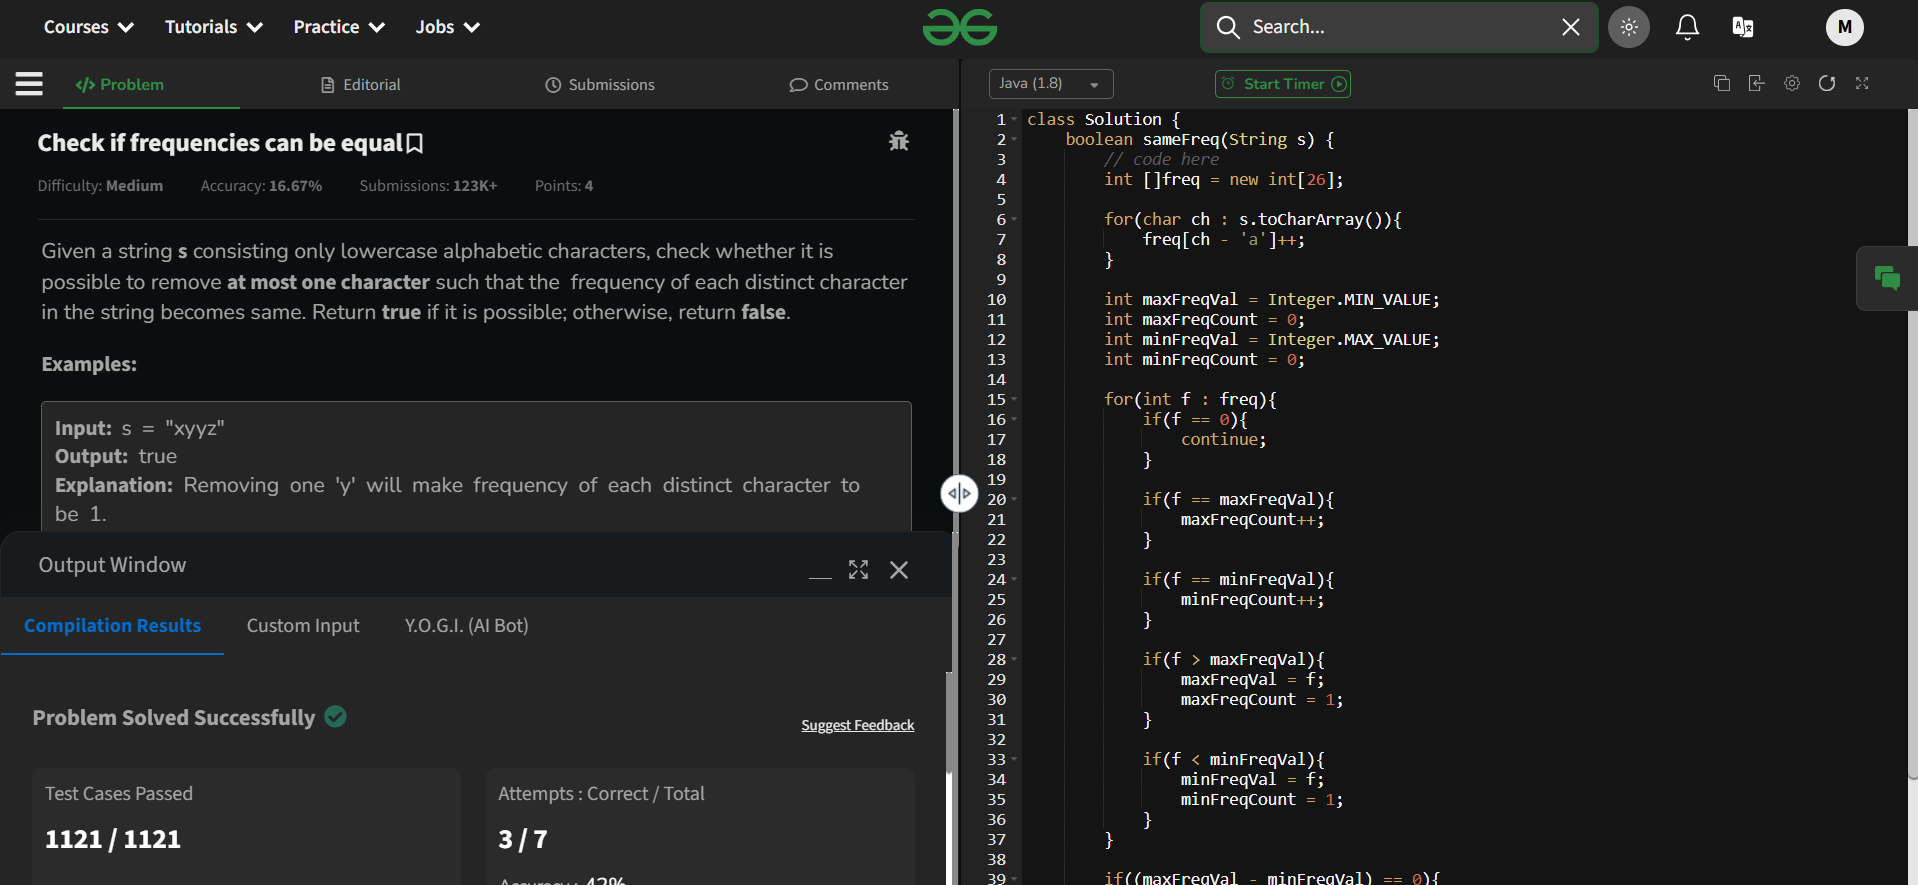 Courses Tutorials Practice Jobs Search... M
</> Problem Editorial Submissions Comments
Check if frequencies can be equal
Difficulty: Medium Accuracy: 16.67% Submissions: 123K+ Points: 4
Given a string s consisting only lowercase alphabetic characters, check whether it is
possible to remove at most one character such that the frequency of each distinct character
in the string becomes same. Return true if it is possible; otherwise, return false.
Examples:
Input: s = "xyyz"
Output: true
Explanation: Removing one 'y' will make frequency of each distinct character to
be 1.
Output Window
Compilation Results Custom Input Y.O.G.I. (AI Bot)
Problem Solved Successfully
Suggest Feedback
Test Cases Passed
1121 / 1121
Attempts : Correct / Total
3 / 7
Accuracy : 42%
Java (1.8) Start Timer
1 class Solution {
2 boolean sameFreq(String s) {
3 // code here
4 int []freq = new int[26];
5
6 for(char ch : s.toCharArray()){
7 freq[ch - 'a']++;
8 }
9
10 int maxFreqVal = Integer.MIN_VALUE;
11 int maxFreqCount = 0;
12 int minFreqVal = Integer.MAX_VALUE;
13 int minFreqCount = 0;
14
15 for(int f : freq){
16 if(f == 0){
17 continue;
18 }
19
20 if(f == maxFreqVal){
21 maxFreqCount++;
22 }
23
24 if(f == minFreqVal){
25 minFreqCount++;
26 }
27
28 if(f > maxFreqVal){
29 maxFreqVal = f;
30 maxFreqCount = 1;
31 }
32
33 if(f < minFreqVal){
34 minFreqVal = f;
35 minFreqCount = 1;
36 }
37 }
38
39 if((maxFreqVal - minFreqVal) == 0){